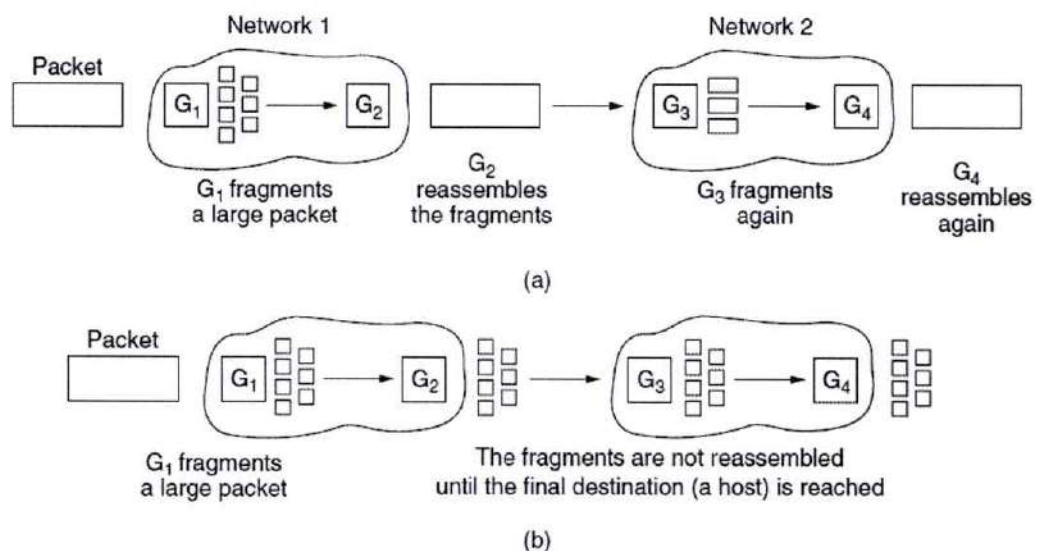 Network 1
Network 2
Packet
G₁
G₂
G₃
G₄
G₁ fragments
a large packet
G₂
reassembles
the fragments
G₃ fragments
again
G₄
reassembles
again
(a)
Packet
G₁
G₂
G₃
G₄
G₁ fragments
a large packet
The fragments are not reassembled
until the final destination (a host) is reached
(b)